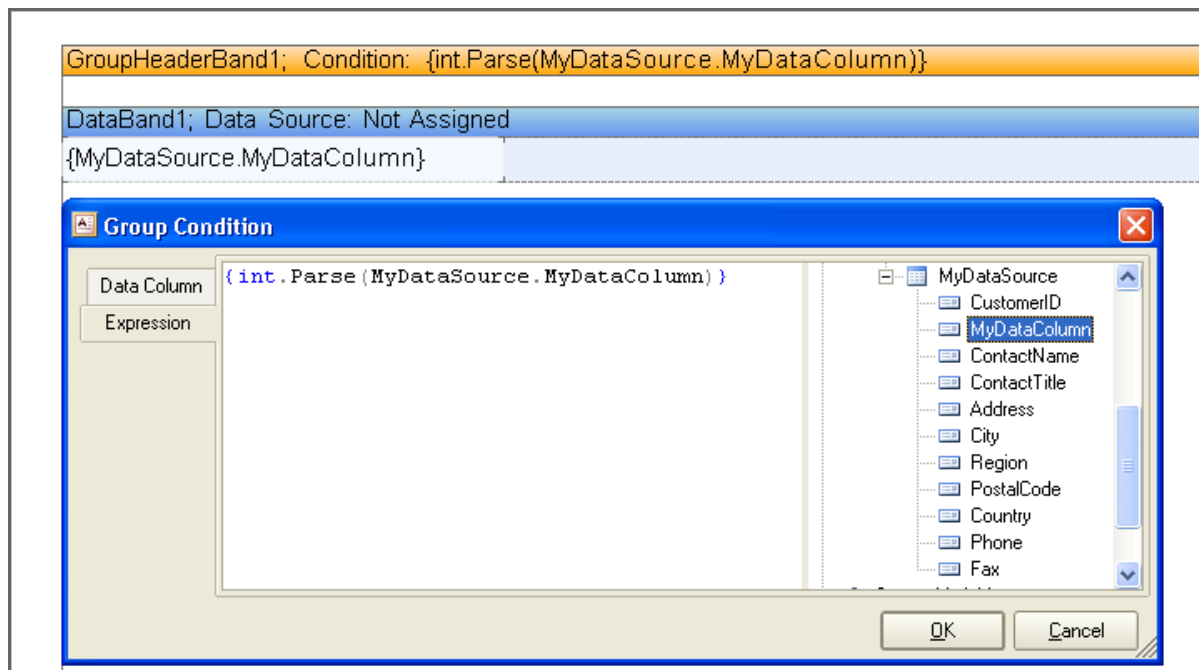 GroupHeaderBand1; Condition: {int.Parse(MyDataSource.MyDataColumn)}
DataBand1; Data Source: Not Assigned
{MyDataSource.MyDataColumn}
Group Condition
Data Column
Expression
{int.Parse(MyDataSource.MyDataColumn)}
MyDataSource
CustomerID
MyDataColumn
ContactName
ContactTitle
Address
City
Region
PostalCode
Country
Phone
Fax
OK
Cancel